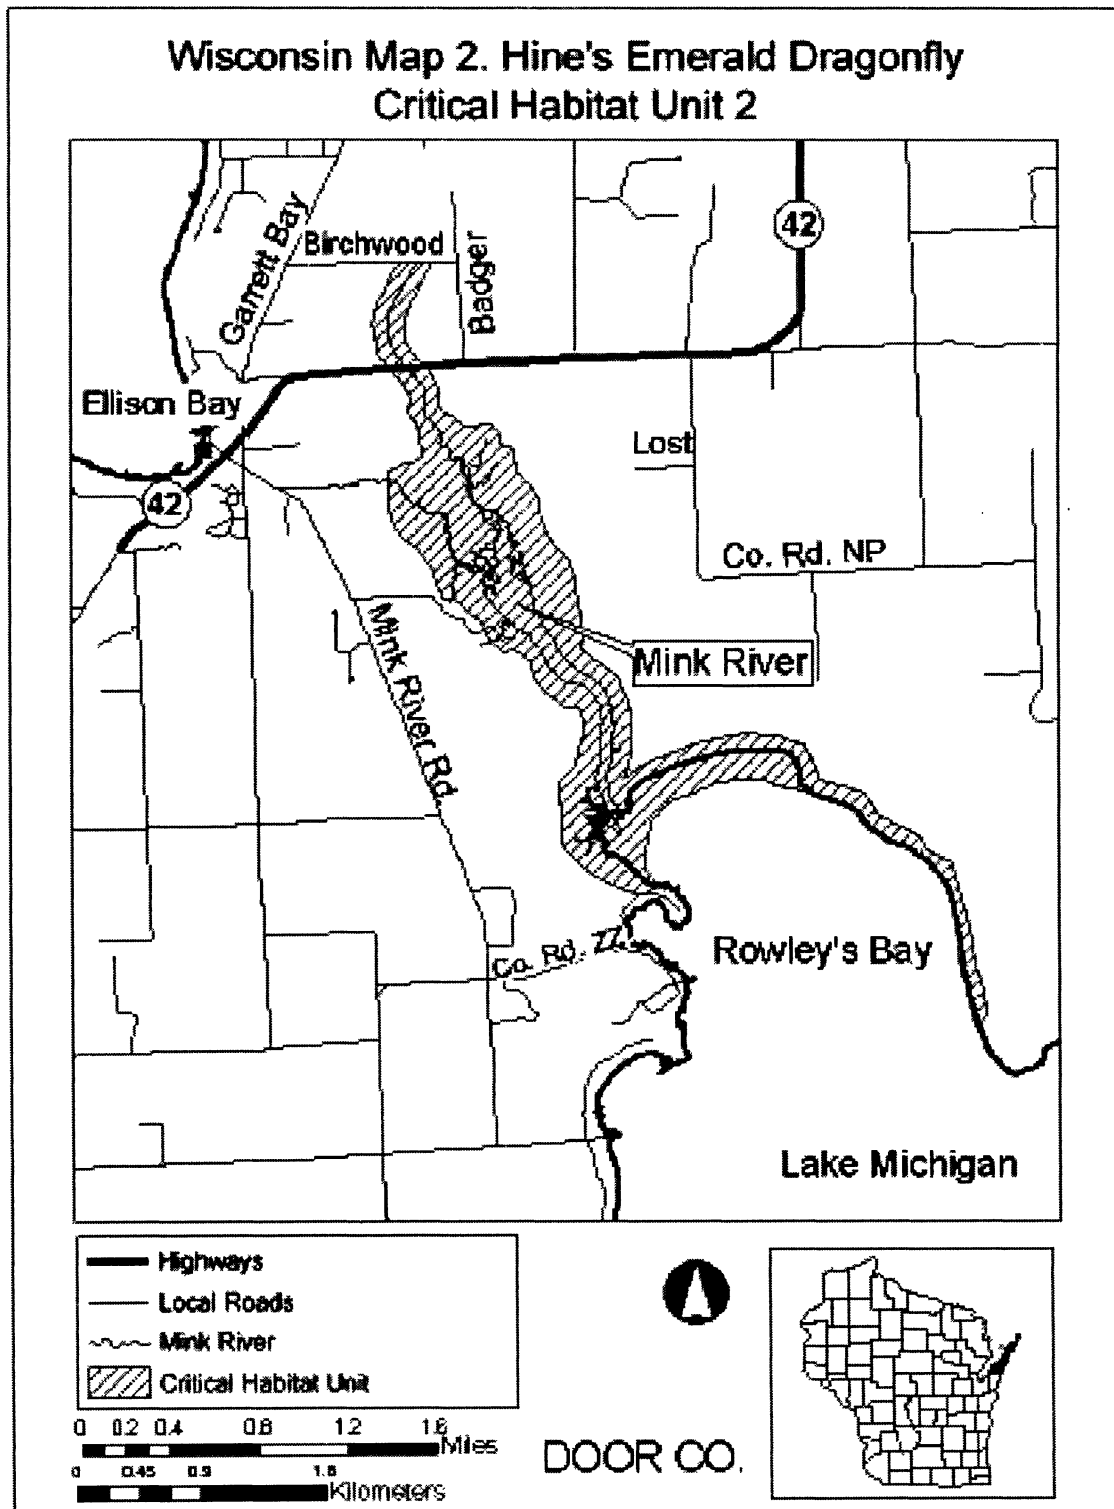 Wisconsin Map 2. Hine's Emerald Dragonfly
Critical Habitat Unit 2
Garrett Bay
Birchwood
Badger
42
Ellison Bay
42
Lost
Co. Rd. NP
Mink River
Mink River Rd.
Co. Rd. ZZ
Rowley's Bay
Lake Michigan
Highways
Local Roads
Mink River
Critical Habitat Unit
0 0.2 0.4 0.8 1.2 1.6
Miles
0 0.45 0.9 1.8
Kilometers
DOOR CO.